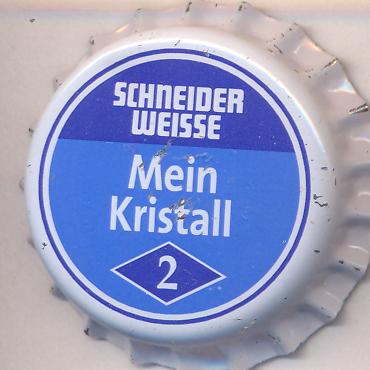 SCHNEIDER
WEISSE
Mein
Kristall
2